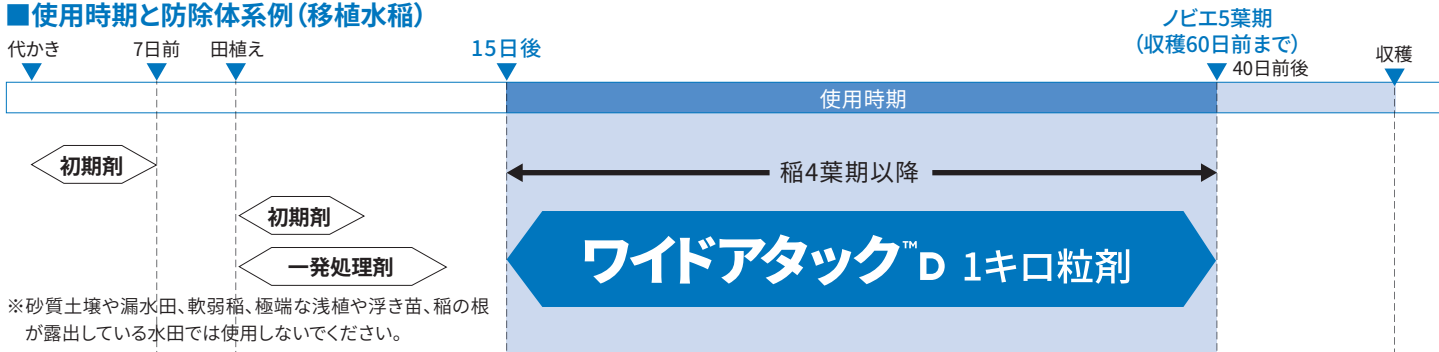 ■使用時期と防除体系例（移植水稲）
代かき
7日前
田植え
15日後
ノビエ5葉期
（収穫60日前まで）
40日前後
収穫
使用時期
初期剤
稲4葉期以降
初期剤
一発処理剤
ワイドアタック™D 1キロ粒剤
※砂質土壌や漏水田、軟弱稲、極端な浅植や浮き苗、稲の根
が露出している水田では使用しないでください。